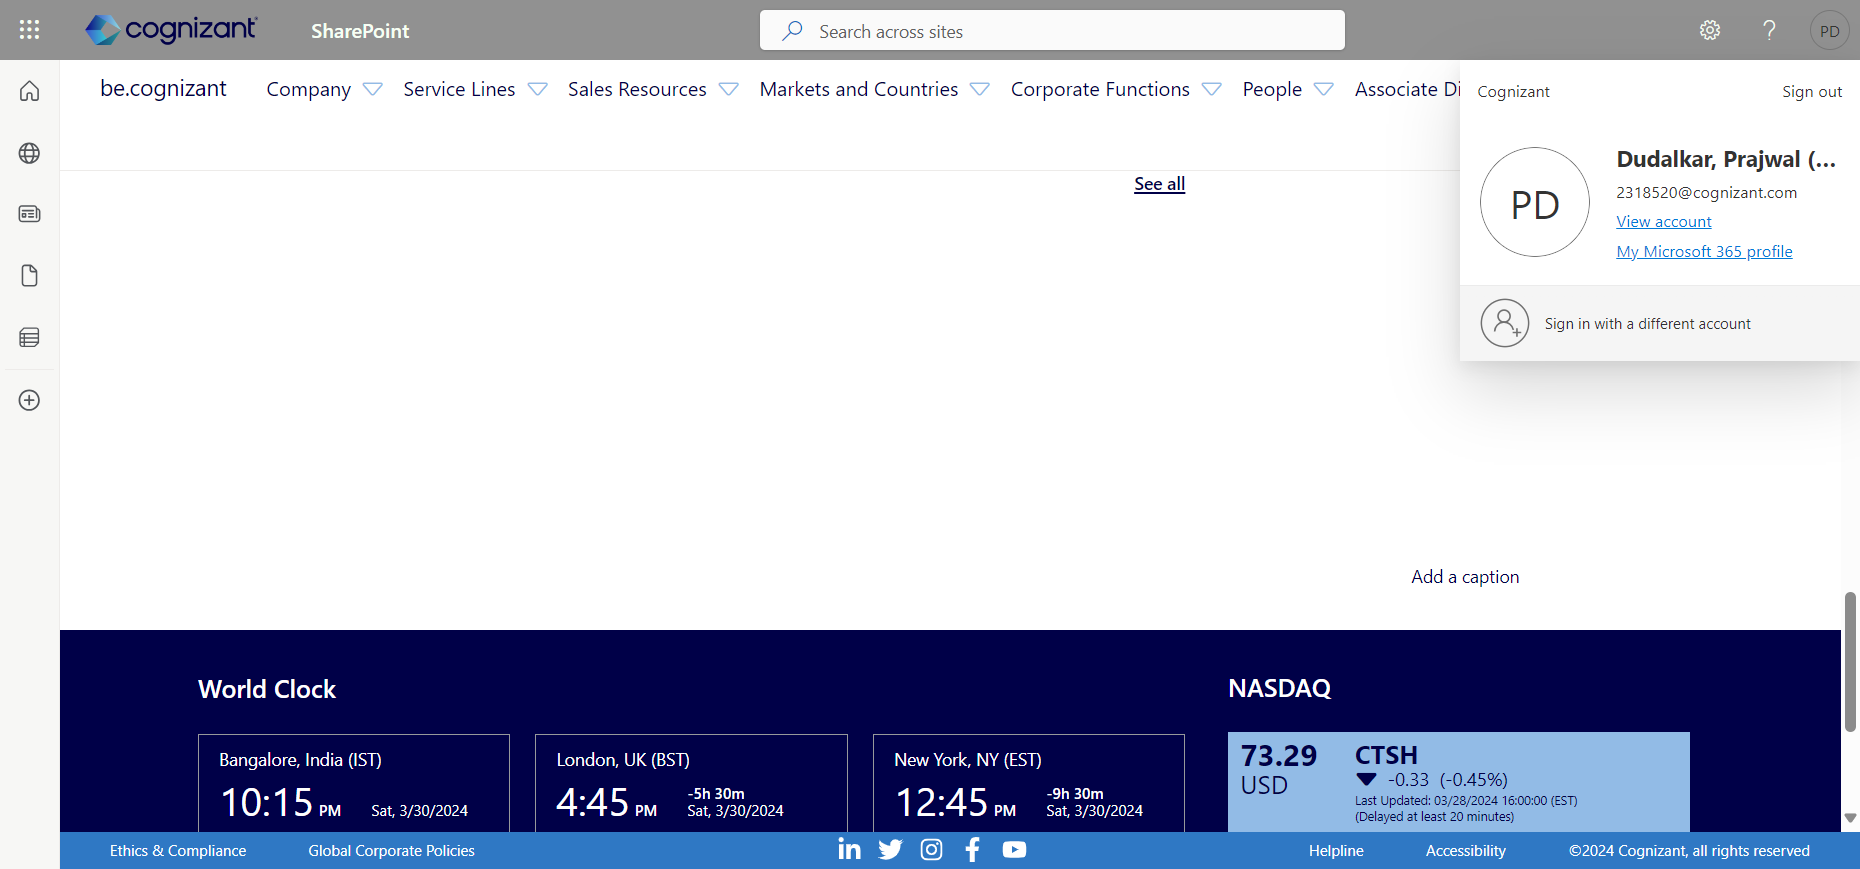 cognizant
SharePoint
Search across sites
?
PD
be.cognizant
Company
Service Lines
Sales Resources
Markets and Countries
Corporate Functions
People
Associate Di
Cognizant
Sign out
PD
Dudalkar, Prajwal (...
2318520@cognizant.com
View account
My Microsoft 365 profile
Sign in with a different account
See all
Add a caption
World Clock
Bangalore, India (IST)
10:15 PM
Sat, 3/30/2024
London, UK (BST)
4:45 PM
-5h 30m
Sat, 3/30/2024
New York, NY (EST)
12:45 PM
-9h 30m
Sat, 3/30/2024
NASDAQ
73.29
USD
CTSH
-0.33 (-0.45%)
Last Updated: 03/28/2024 16:00:00 (EST)
(Delayed at least 20 minutes)
Ethics & Compliance
Global Corporate Policies
Helpline
Accessibility
©2024 Cognizant, all rights reserved